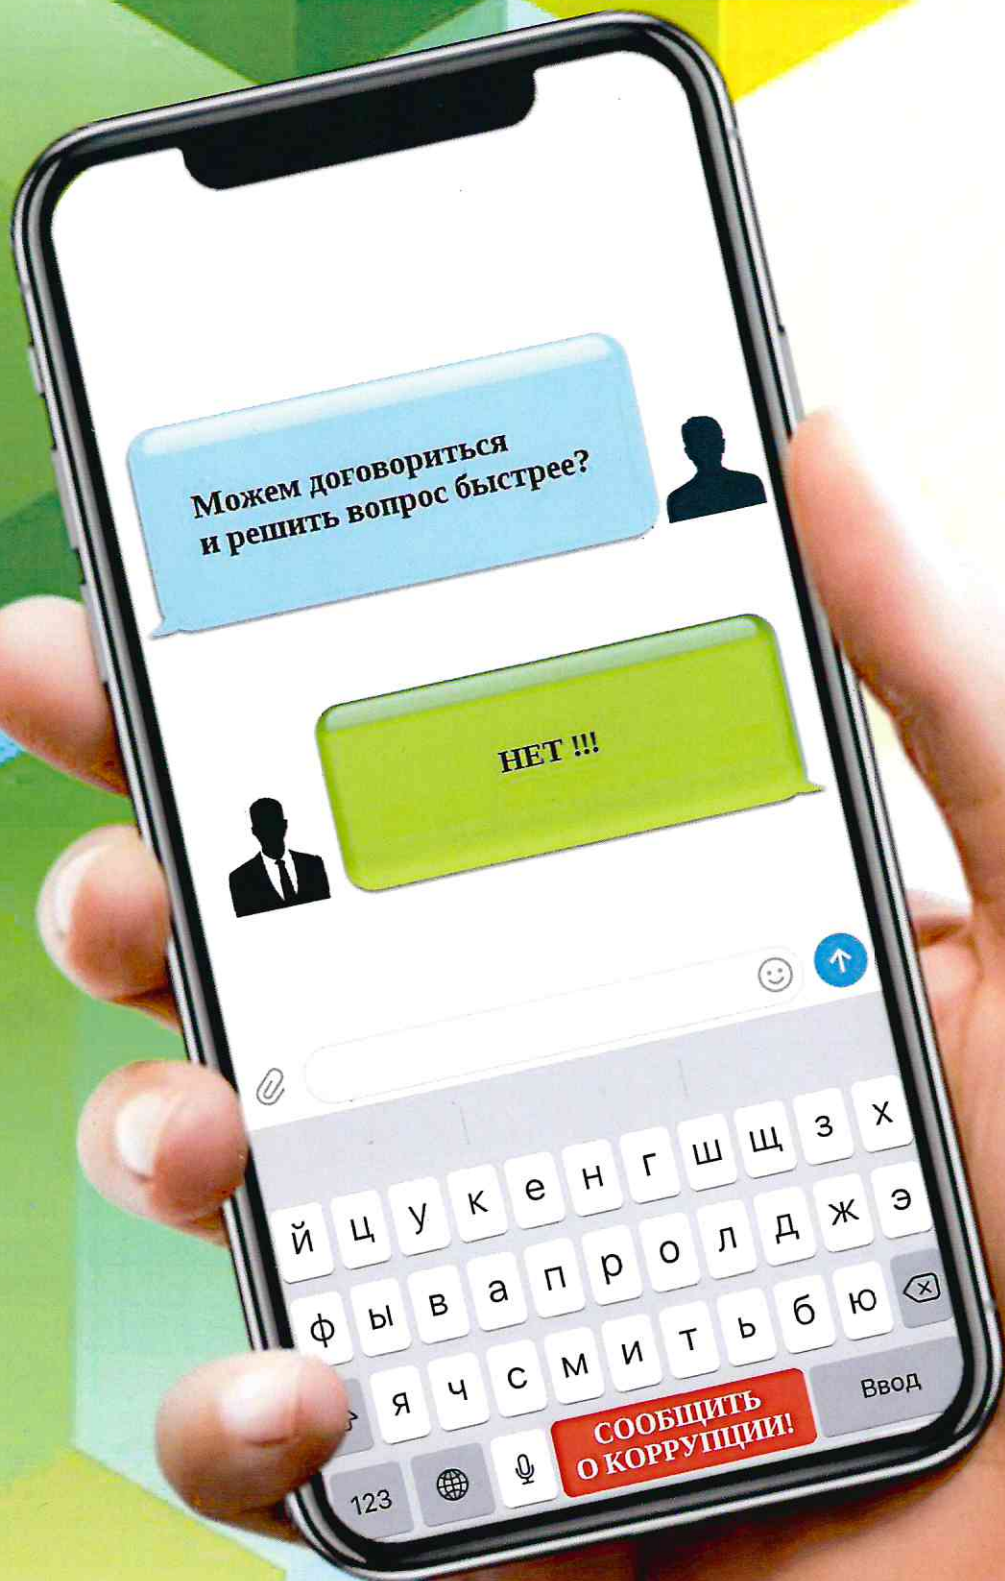 Можем договориться
и решить вопрос быстрее?
НЕТ !!!
й ц у к е н г ш щ з х
ф ы в а п р о л д ж э
я ч с м и т ь б ю
123
СООБЩИТЬ
О КОРРУПЦИИ!
Ввод